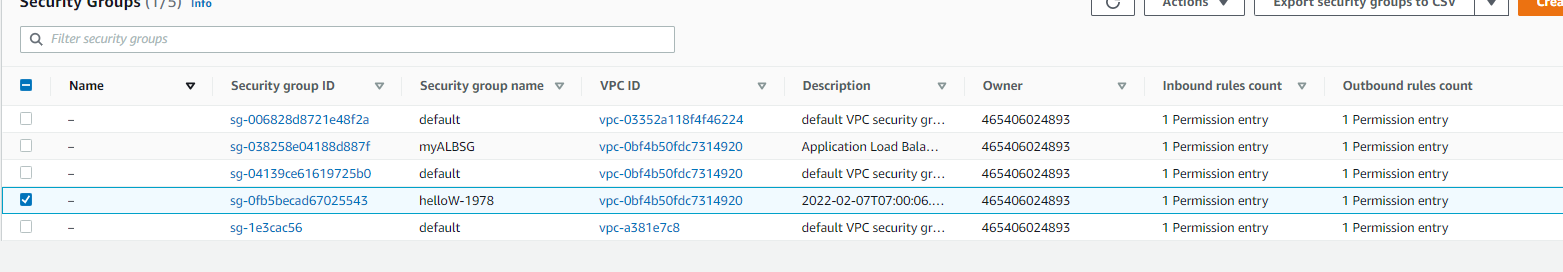 Security Groups (1/5) Info Actions Export security groups to CSV Crea
Filter security groups
Name Security group ID Security group name VPC ID Description Owner Inbound rules count Outbound rules count
– sg-006828d8721e48f2a default vpc-03352a118f4f46224 default VPC security gr... 465406024893 1 Permission entry 1 Permission entry
– sg-038258e04188d887f myALBSG vpc-0bf4b50fdc7314920 Application Load Bala... 465406024893 1 Permission entry 1 Permission entry
– sg-04139ce61619725b0 default vpc-0bf4b50fdc7314920 default VPC security gr... 465406024893 1 Permission entry 1 Permission entry
– sg-0fb5becad67025543 helloW-1978 vpc-0bf4b50fdc7314920 2022-02-07T07:00:06.... 465406024893 1 Permission entry 1 Permission entry
– sg-1e3cac56 default vpc-a381e7c8 default VPC security gr... 465406024893 1 Permission entry 1 Permission entry